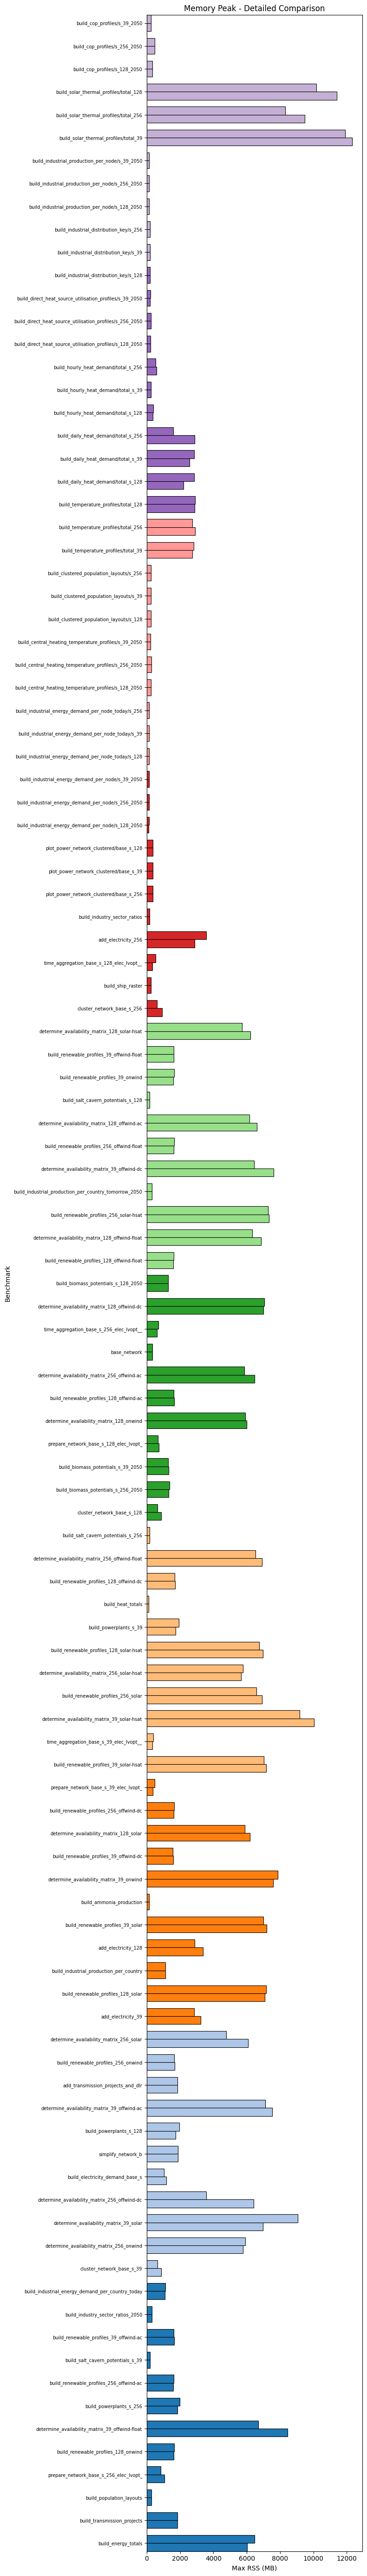 Memory Peak - Detailed Comparison
build_cop_profiles/s_39_2050
build_cop_profiles/s_256_2050
build_cop_profiles/s_128_2050
build_solar_thermal_profiles/total_128
build_solar_thermal_profiles/total_256
build_solar_thermal_profiles/total_39
build_industrial_production_per_node/s_39_2050
build_industrial_production_per_node/s_256_2050
build_industrial_production_per_node/s_128_2050
build_industrial_distribution_key/s_256
build_industrial_distribution_key/s_39
build_industrial_distribution_key/s_128
build_direct_heat_source_utilisation_profiles/s_39_2050
build_direct_heat_source_utilisation_profiles/s_256_2050
build_direct_heat_source_utilisation_profiles/s_128_2050
build_hourly_heat_demand/total_s_256
build_hourly_heat_demand/total_s_39
build_hourly_heat_demand/total_s_128
build_daily_heat_demand/total_s_256
build_daily_heat_demand/total_s_39
build_daily_heat_demand/total_s_128
build_temperature_profiles/total_128
build_temperature_profiles/total_256
build_temperature_profiles/total_39
build_clustered_population_layouts/s_256
build_clustered_population_layouts/s_39
build_clustered_population_layouts/s_128
build_central_heating_temperature_profiles/s_39_2050
build_central_heating_temperature_profiles/s_256_2050
build_central_heating_temperature_profiles/s_128_2050
build_industrial_energy_demand_per_node_today/s_256
build_industrial_energy_demand_per_node_today/s_39
build_industrial_energy_demand_per_node_today/s_128
build_industrial_energy_demand_per_node/s_39_2050
build_industrial_energy_demand_per_node/s_256_2050
build_industrial_energy_demand_per_node/s_128_2050
plot_power_network_clustered/base_s_128
plot_power_network_clustered/base_s_39
plot_power_network_clustered/base_s_256
build_industry_sector_ratios
add_electricity_256
time_aggregation_base_s_128_elec_lvopt__
build_ship_raster
cluster_network_base_s_256
determine_availability_matrix_128_solar-hsat
build_renewable_profiles_39_offwind-float
build_renewable_profiles_39_onwind
build_salt_cavern_potentials_s_128
determine_availability_matrix_128_offwind-ac
build_renewable_profiles_256_offwind-float
determine_availability_matrix_39_offwind-dc
build_industrial_production_per_country_tomorrow_2050
build_renewable_profiles_256_solar-hsat
determine_availability_matrix_128_offwind-float
build_renewable_profiles_128_offwind-float
build_biomass_potentials_s_128_2050
determine_availability_matrix_128_offwind-dc
time_aggregation_base_s_256_elec_lvopt__
base_network
determine_availability_matrix_256_offwind-ac
build_renewable_profiles_128_offwind-ac
determine_availability_matrix_128_onwind
prepare_network_base_s_128_elec_lvopt_
build_biomass_potentials_s_39_2050
build_biomass_potentials_s_256_2050
cluster_network_base_s_128
build_salt_cavern_potentials_s_256
determine_availability_matrix_256_offwind-float
build_renewable_profiles_128_offwind-dc
build_heat_totals
build_powerplants_s_39
build_renewable_profiles_128_solar-hsat
determine_availability_matrix_256_solar-hsat
build_renewable_profiles_256_solar
determine_availability_matrix_39_solar-hsat
time_aggregation_base_s_39_elec_lvopt__
build_renewable_profiles_39_solar-hsat
prepare_network_base_s_39_elec_lvopt_
build_renewable_profiles_256_offwind-dc
determine_availability_matrix_128_solar
build_renewable_profiles_39_offwind-dc
determine_availability_matrix_39_onwind
build_ammonia_production
build_renewable_profiles_39_solar
add_electricity_128
build_industrial_production_per_country
build_renewable_profiles_128_solar
add_electricity_39
determine_availability_matrix_256_solar
build_renewable_profiles_256_onwind
add_transmission_projects_and_dlr
determine_availability_matrix_39_offwind-ac
build_powerplants_s_128
simplify_network_b
build_electricity_demand_base_s
determine_availability_matrix_256_offwind-dc
determine_availability_matrix_39_solar
determine_availability_matrix_256_onwind
cluster_network_base_s_39
build_industrial_energy_demand_per_country_today
build_industry_sector_ratios_2050
build_renewable_profiles_39_offwind-ac
build_salt_cavern_potentials_s_39
build_renewable_profiles_256_offwind-ac
build_powerplants_s_256
determine_availability_matrix_39_offwind-float
build_renewable_profiles_128_onwind
prepare_network_base_s_256_elec_lvopt_
build_population_layouts
build_transmission_projects
build_energy_totals
Benchmark
0 2000 4000 6000 8000 10000 12000
Max RSS (MB)